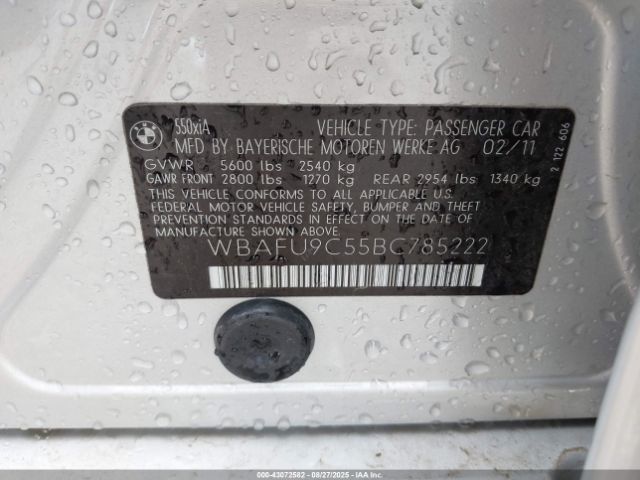 BMW
550xiA
VEHICLE TYPE: PASSENGER CAR
MFD BY BAYERISCHE MOTOREN WERKE AG 02/11
GVWR 5600 lbs 2540 kg
GAWR FRONT 2800 lbs 1270 kg REAR 2954 lbs 1340 kg
THIS VEHICLE CONFORMS TO ALL APPLICABLE U.S.
FEDERAL MOTOR VEHICLE SAFETY, BUMPER AND THEFT
PREVENTION STANDARDS IN EFFECT ON THE DATE OF
MANUFACTURE SHOWN ABOVE.
WBAFU9C55BC785222
2 122 606
000-43072582 - 08/27/2025 - IAAI.COM